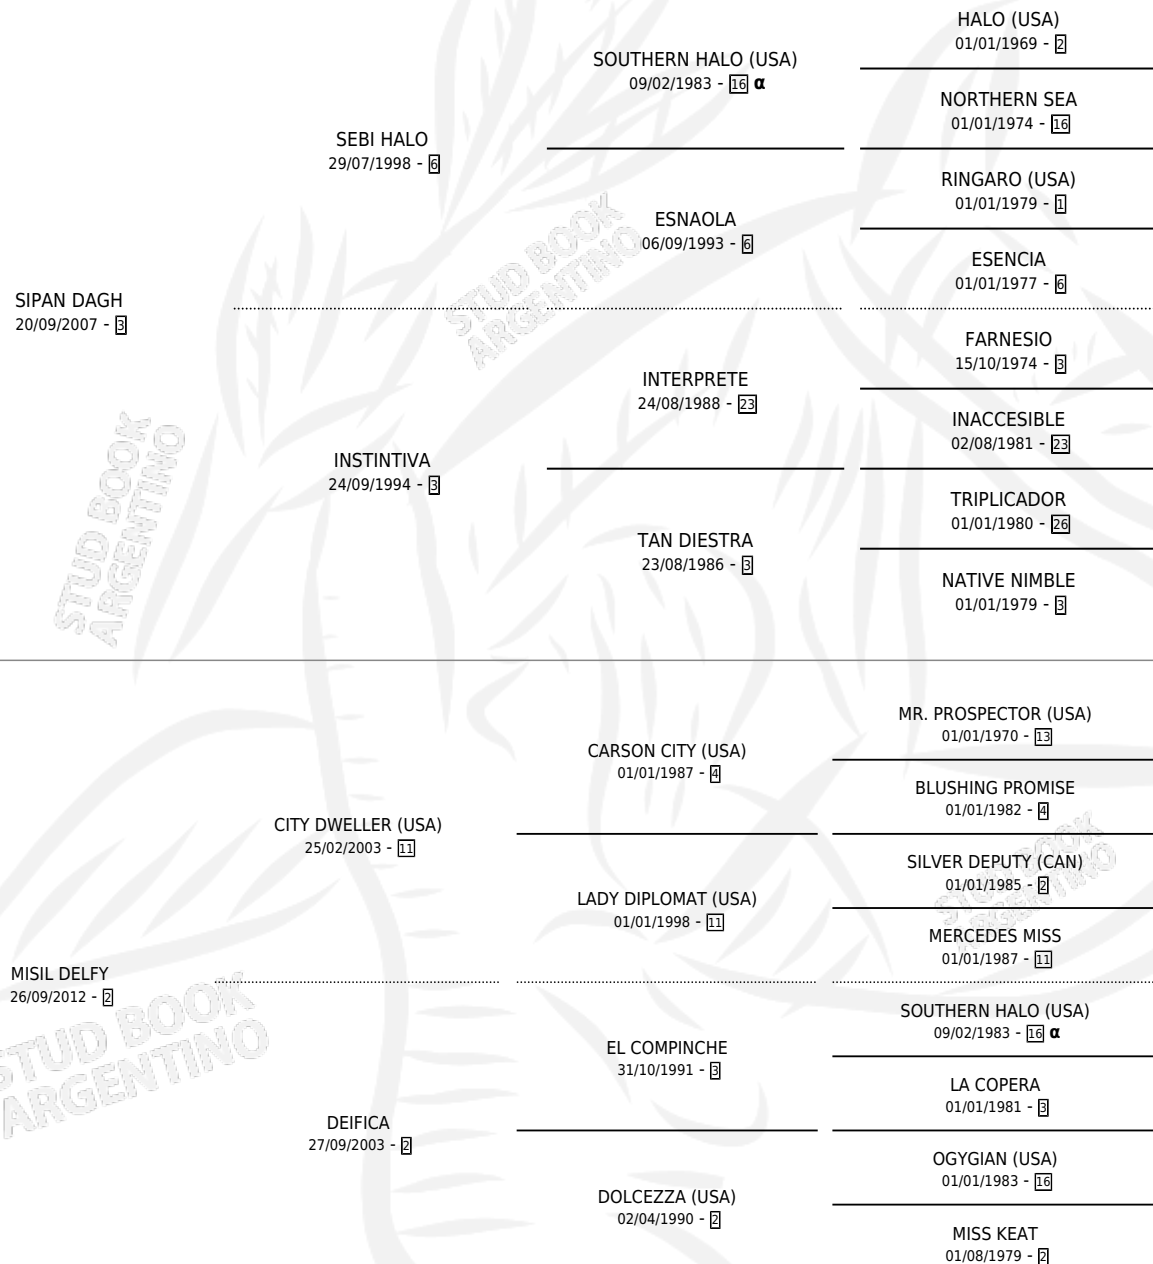 HALO (USA)
01/01/1969 - 2
SOUTHERN HALO (USA)
09/02/1983 - 16 α
NORTHERN SEA
01/01/1974 - 16
SEBI HALO
29/07/1998 - 6
RINGARO (USA)
01/01/1979 - 1
ESNAOLA
06/09/1993 - 6
ESENCIA
01/01/1977 - 6
SIPAN DAGH
20/09/2007 - 3
FARNESIO
15/10/1974 - 3
INTERPRETE
24/08/1988 - 23
INACCESIBLE
02/08/1981 - 23
INSTINTIVA
24/09/1994 - 3
TRIPLICADOR
01/01/1980 - 26
TAN DIESTRA
23/08/1986 - 3
NATIVE NIMBLE
01/01/1979 - 3
MR. PROSPECTOR (USA)
01/01/1970 - 13
CARSON CITY (USA)
01/01/1987 - 4
BLUSHING PROMISE
01/01/1982 - 4
CITY DWELLER (USA)
25/02/2003 - 11
SILVER DEPUTY (CAN)
01/01/1985 - 2
LADY DIPLOMAT (USA)
01/01/1998 - 11
MERCEDES MISS
01/01/1987 - 11
MISIL DELFY
26/09/2012 - 2
SOUTHERN HALO (USA)
09/02/1983 - 16 α
EL COMPINCHE
31/10/1991 - 3
LA COPERA
01/01/1981 - 3
DEIFICA
27/09/2003 - 2
OGYGIAN (USA)
01/01/1983 - 16
DOLCEZZA (USA)
02/04/1990 - 2
MISS KEAT
01/08/1979 - 2
STUD BOOK
ARGENTINO
STUD BOOK
ARGENTINO
STUD BOOK
ARGENTINO
STUD BOOK
ARGENTINO